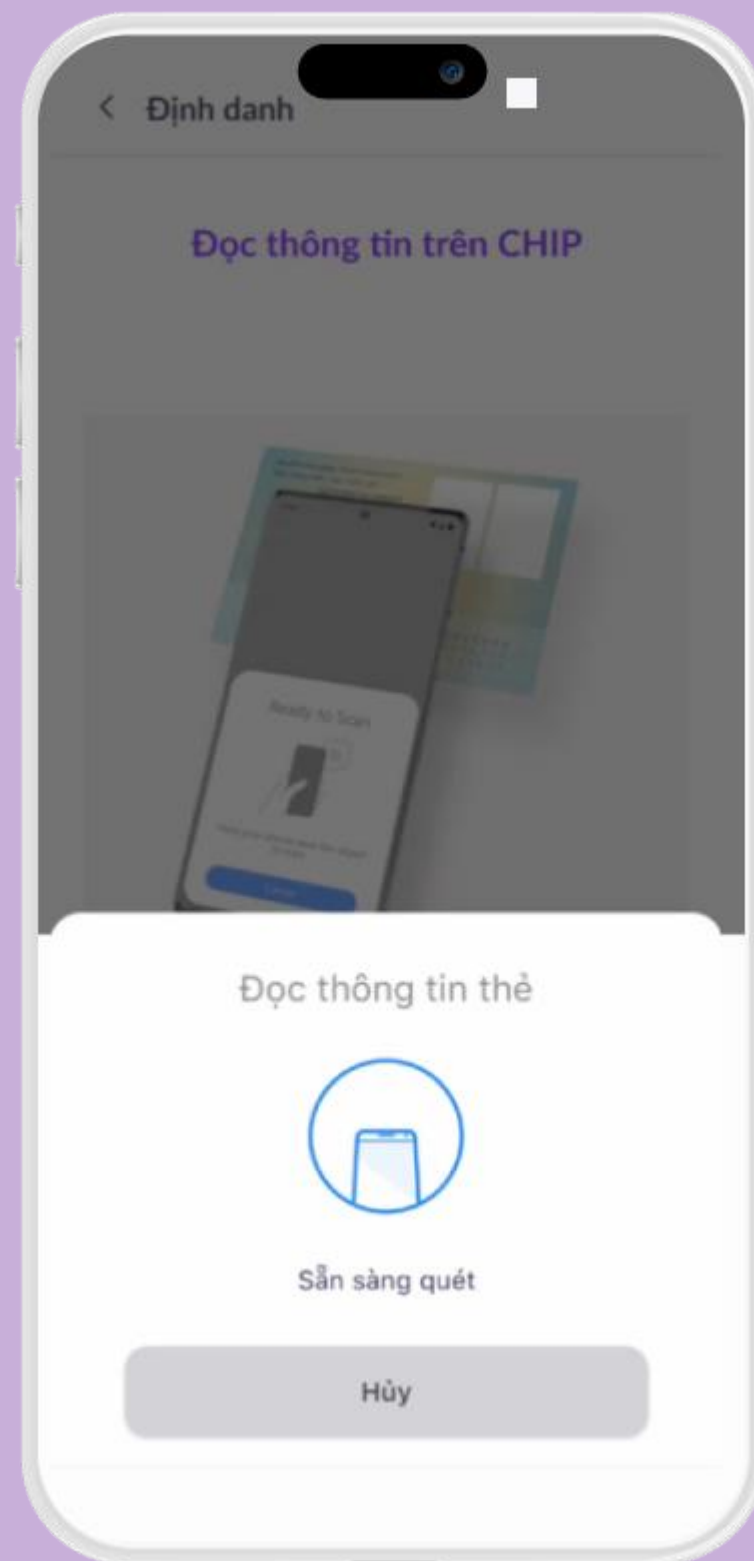 Định danh
Đọc thông tin trên CHIP
Ready to Scan
Đọc thông tin thẻ
Sẵn sàng quét
Hủy